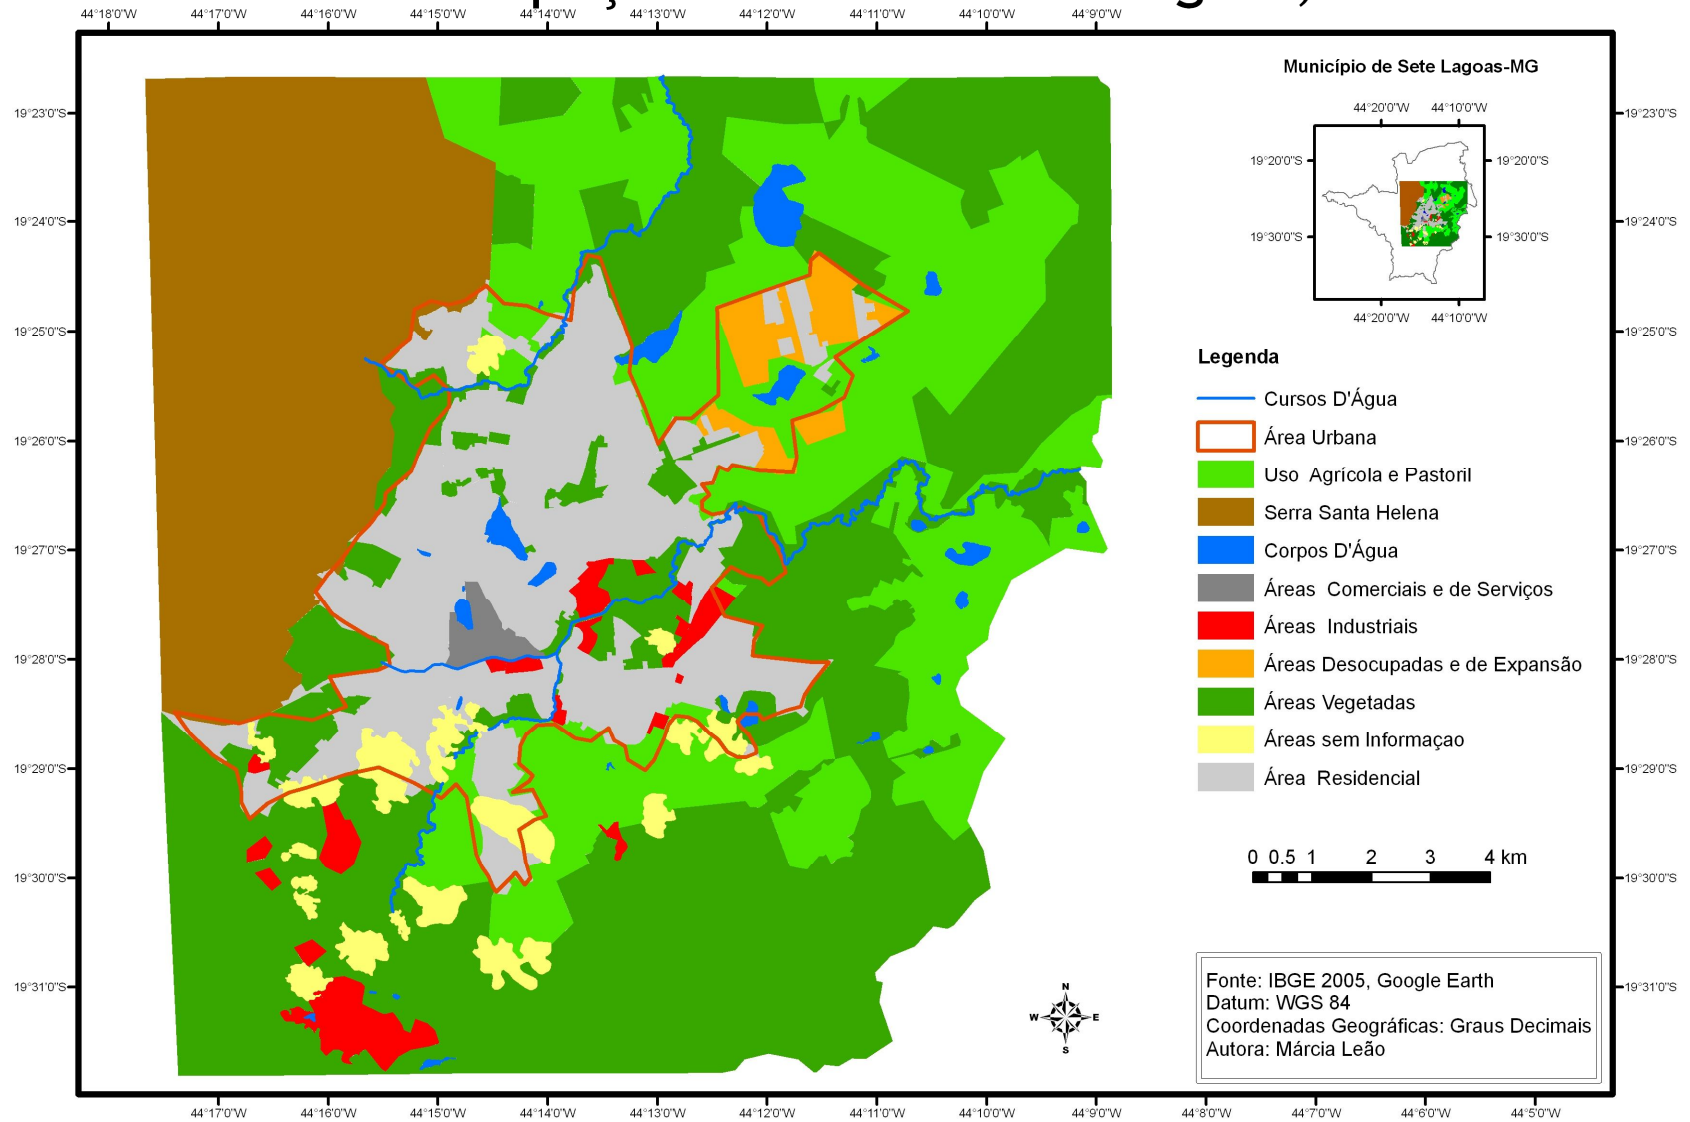 44°18'0"W 44°16'0"W 44°15'0"W 44°14'0"W 44°13'0"W 44°12'0"W 44°11'0"W 44°10'0"W 44°9'0"W
Município de Sete Lagoas-MG
44°20'0"W 44°10'0"W
19°20'0"S 19°20'0"S
19°30'0"S 19°30'0"S
44°20'0"W 44°10'0"W
19°23'0"S 19°23'0"S
19°24'0"S 19°24'0"S
19°25'0"S 19°25'0"S
19°26'0"S 19°26'0"S
19°27'0"S 19°27'0"S
19°28'0"S 19°28'0"S
19°29'0"S 19°29'0"S
19°30'0"S 19°30'0"S
19°31'0"S 19°31'0"S
Legenda
Cursos D'Água
Área Urbana
Uso Agrícola e Pastoril
Serra Santa Helena
Corpos D'Água
Áreas Comerciais e de Serviços
Áreas Industriais
Áreas Desocupadas e de Expansão
Áreas Vegetadas
Áreas sem Informaçao
Área Residencial
0 0.5 1 2 3 4 km
N
W E
S
Fonte: IBGE 2005, Google Earth
Datum: WGS 84
Coordenadas Geográficas: Graus Decimais
Autora: Márcia Leão
44°17'0"W 44°16'0"W 44°15'0"W 44°14'0"W 44°13'0"W 44°12'0"W 44°11'0"W 44°10'0"W 44°9'0"W 44°8'0"W 44°7'0"W 44°6'0"W 44°5'0"W